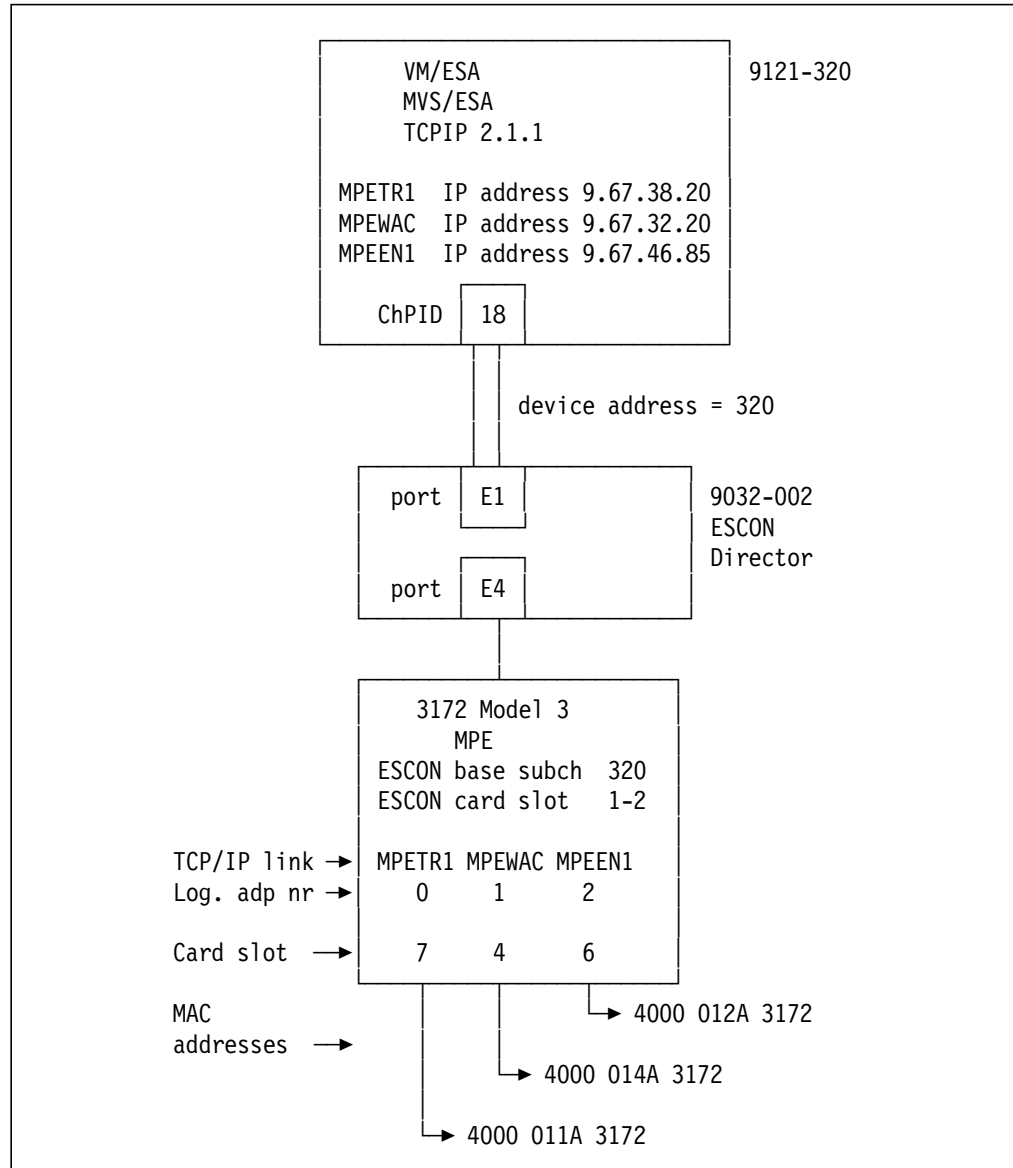 VM/ESA 9121-320
MVS/ESA
TCPIP 2.1.1
MPETR1 IP address 9.67.38.20
MPEWAC IP address 9.67.32.20
MPEEN1 IP address 9.67.46.85
ChPID 18
device address = 320
port E1 9032-002
ESCON
Director
port E4
3172 Model 3
MPE
ESCON base subch 320
ESCON card slot 1-2
TCP/IP link MPETR1 MPEWAC MPEEN1
Log. adp nr 0 1 2
Card slot 7 4 6
MAC 4000 012A 3172
addresses
4000 014A 3172
4000 011A 3172